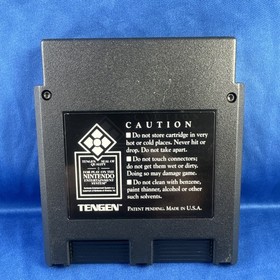 CAUTION
■ Do not store cartridge in very
hot or cold places. Never hit or
drop. Do not take apart.
■ Do not touch connectors;
do not get them wet or dirty.
Doing so may damage game.
■ Do not clean with benzene,
paint thinner, alcohol or other
such solvents.
PATENT PENDING. MADE IN U.S.A.
TENGEN SEAL OF
QUALITY
FOR PLAY ON THE
NINTENDO
ENTERTAINMENT
SYSTEM
TENGEN